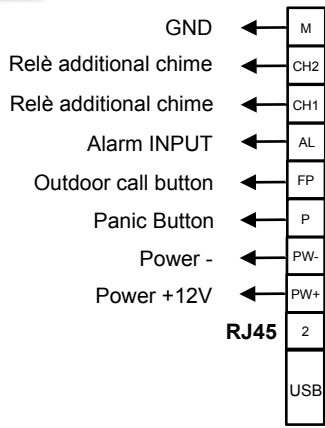 GND M
Relè additional chime CH2
Relè additional chime CH1
Alarm INPUT AL
Outdoor call button FP
Panic Button P
Power - PW-
Power +12V PW+
RJ45 2
USB